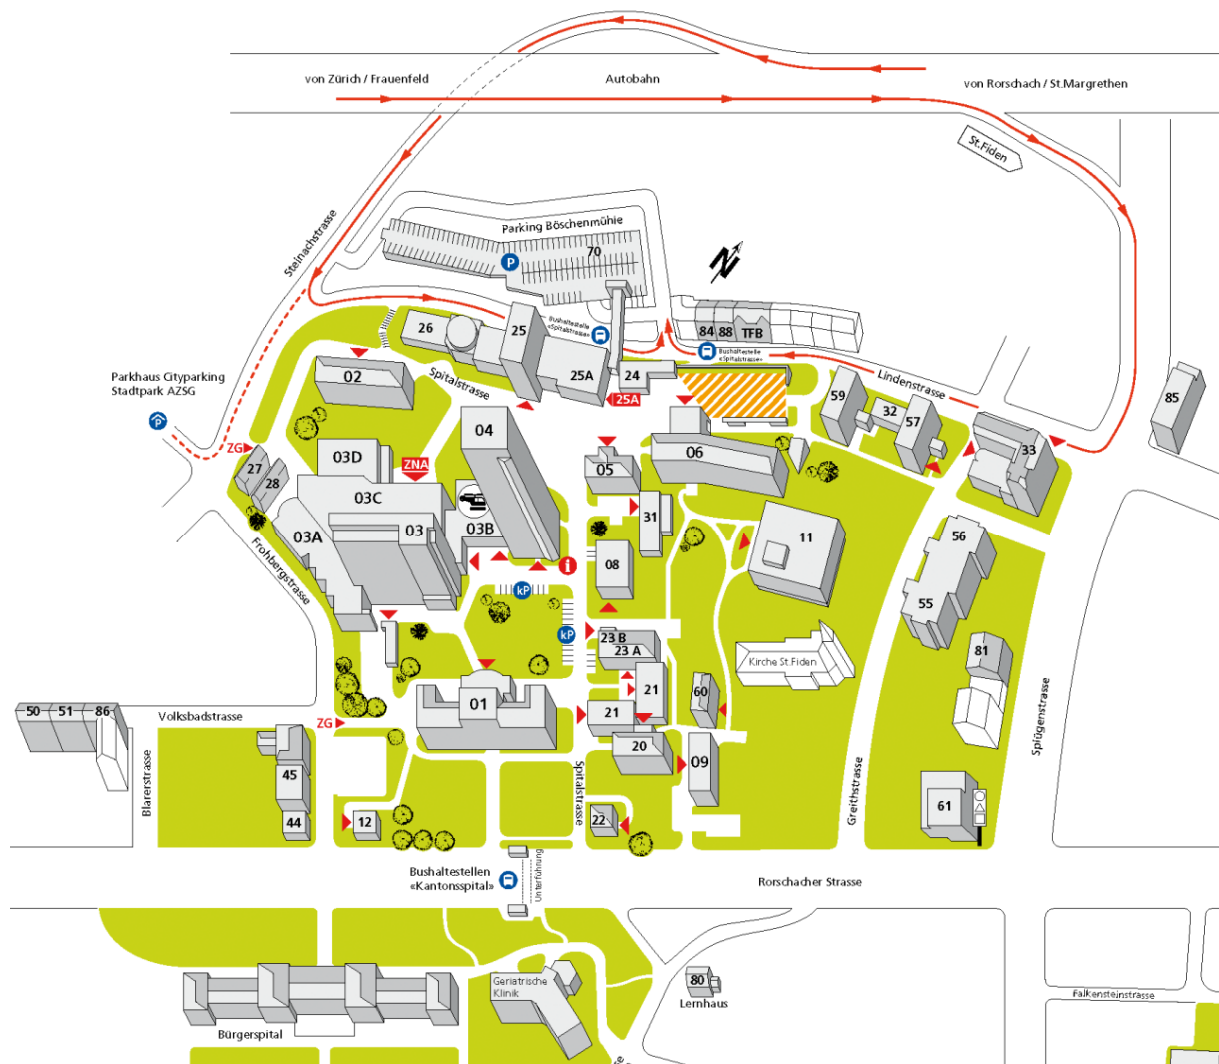 von Zürich / Frauenfeld
Autobahn
von Rorschach / St.Margrethen
St.Fiden
Steinachstrasse
Parking Böschenmühle
70
P
N
26
25
Bushaltestelle
«Spitalstrasse»
84
88
TFB
Bushaltestelle
«Spitalstrasse»
02
Spitalstrasse
25A
24
25A
Lindenstrasse
59
32
57
85
Parkhaus Cityparking
Stadtpark AZSG
P
ZG
27
28
03D
ZNA
04
05
06
33
03C
03A
03
03B
31
11
56
Frohbergstrasse
i
08
kP
kP
55
23 B
23 A
Kirche St.Fiden
81
21
60
01
21
50
51
86
Volksbadstrasse
ZG
20
09
Blarerstrasse
45
Spitalstrasse
Greithstrasse
Splügenstrasse
44
12
22
61
Bushaltestellen
«Kantonsspital»
Unterführung
Rorschacher Strasse
Geriatrische
Klinik
80
Lernhaus
Falkensteinstrasse
Bürgerspital